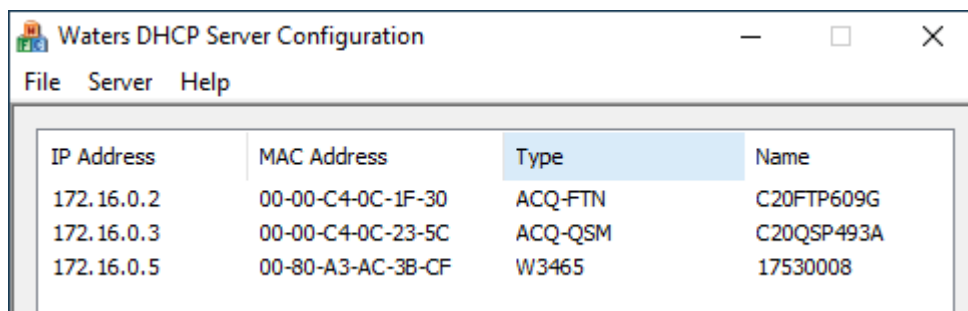 Waters DHCP Server Configuration
File Server Help
IP Address MAC Address Type Name
172.16.0.2 00-00-C4-0C-1F-30 ACQ-FTN C20FTP609G
172.16.0.3 00-00-C4-0C-23-5C ACQ-QSM C20QSP493A
172.16.0.5 00-80-A3-AC-3B-CF W3465 17530008